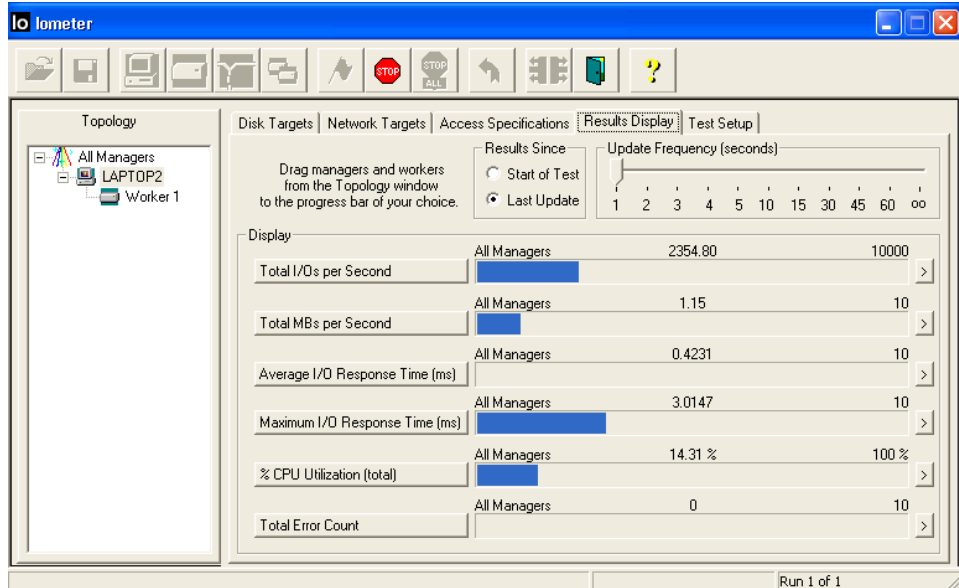 Io Iometer
STOP
STOP ALL
?
Topology
All Managers
LAPTOP2
Worker 1
Disk Targets Network Targets Access Specifications Results Display Test Setup
Drag managers and workers
from the Topology window
to the progress bar of your choice.
Results Since
Start of Test
Last Update
Update Frequency (seconds)
1 2 3 4 5 10 15 30 45 60 oo
Display
All Managers 2354.80 10000
Total I/Os per Second >
All Managers 1.15 10
Total MBs per Second >
All Managers 0.4231 10
Average I/O Response Time (ms) >
All Managers 3.0147 10
Maximum I/O Response Time (ms) >
All Managers 14.31 % 100 %
% CPU Utilization (total) >
All Managers 0 10
Total Error Count >
Run 1 of 1